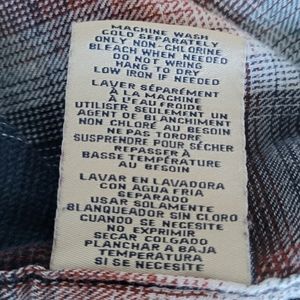 MACHINE WASH
COLD SEPARATELY
ONLY NON-CHLORINE
BLEACH WHEN NEEDED
DO NOT WRING
HANG TO DRY
LOW IRON IF NEEDED
LAVER SÉPARÉMENT
À LA MACHINE
À L'EAU FROIDE
UTILISER SEULEMENT UN
AGENT DE BLANCHIMENT
NON CHLORÉ AU BESOIN
NE PAS TORDRE
SUSPENDRE POUR SÉCHER
REPASSER À
BASSE TEMPÉRATURE
AU BESOIN
LAVAR EN LAVADORA
CON AGUA FRIA
SEPARADO
USAR SOLAMENTE
BLANQUEADOR SIN CLORO
CUANDO SE NECESITE
NO EXPRIMIR
SECAR COLGADO
PLANCHAR A BAJA
TEMPERATURA
SI SE NECESITE